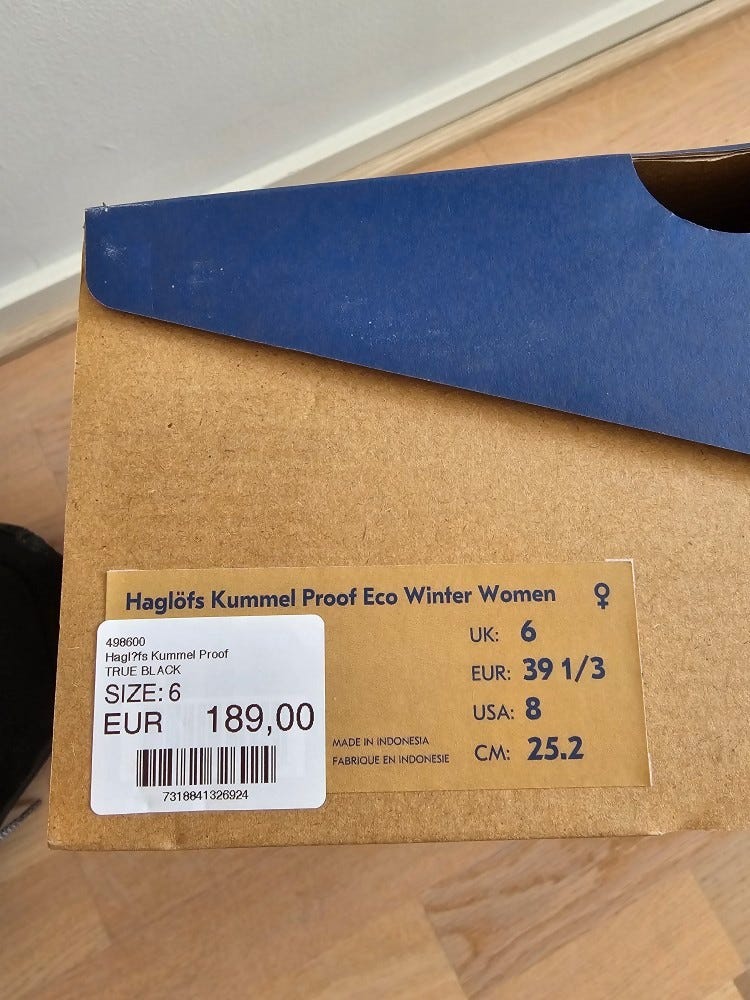 Haglöfs Kummel Proof Eco Winter Women ♀
498600
Hagl?fs Kummel Proof
TRUE BLACK
SIZE: 6
EUR 189,00
7318841326924
MADE IN INDONESIA
FABRIQUE EN INDONESIE
UK: 6
EUR: 39 1/3
USA: 8
CM: 25.2